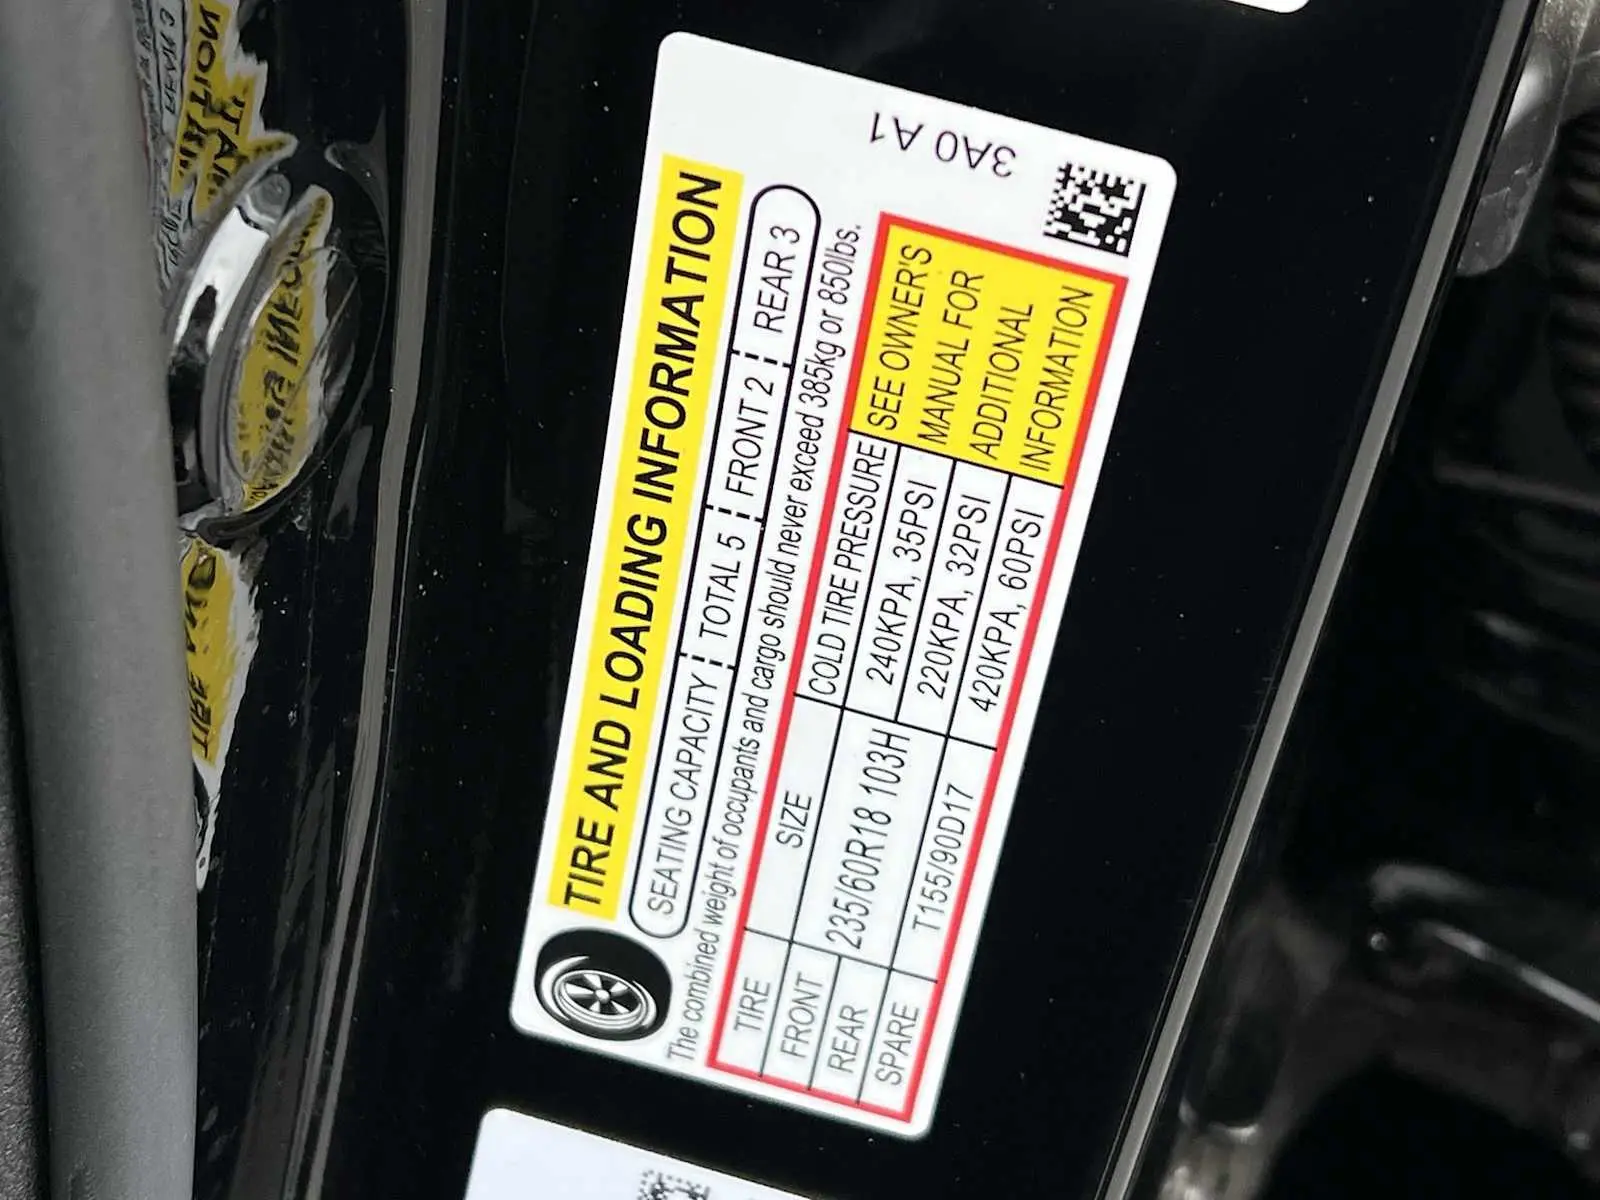 TIRE AND LOADING INFORMATION
SEATING CAPACITY TOTAL 5 FRONT 2 REAR 3
The combined weight of occupants and cargo should never exceed 385kg or 850lbs.
TIRE SIZE COLD TIRE PRESSURE SEE OWNER'S
FRONT 235/60R18 103H 240KPA, 35PSI MANUAL FOR
REAR 220KPA, 32PSI ADDITIONAL
SPARE T155/90D17 420KPA, 60PSI INFORMATION
3A0 A1